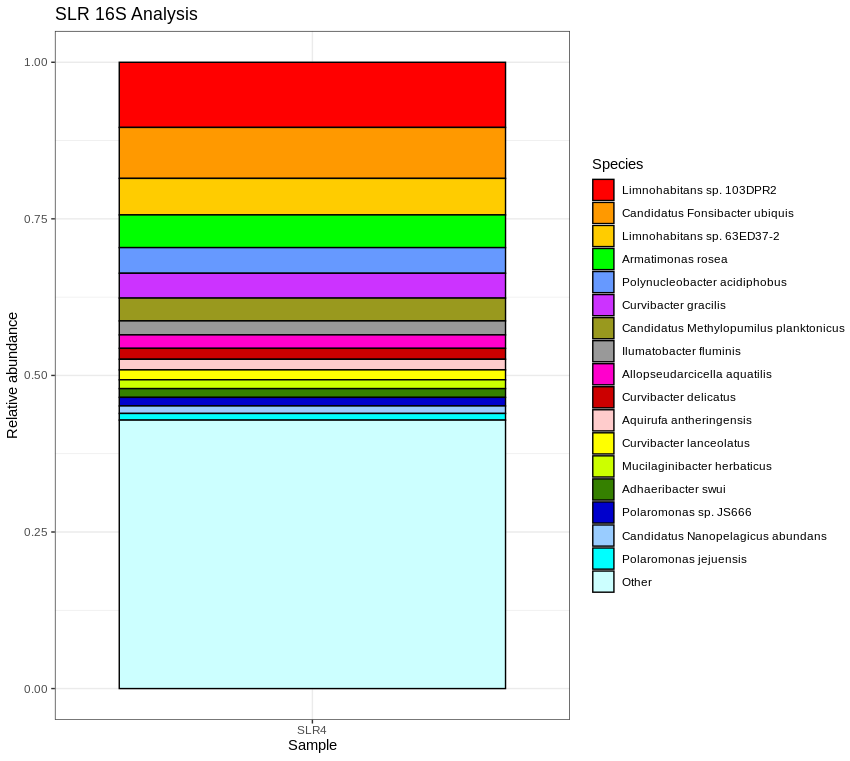 SLR 16S Analysis
1.00
0.75
0.50
0.25
0.00
Relative abundance
SLR4
Sample
Species
Limnohabitans sp. 103DPR2
Candidatus Fonsibacter ubiquis
Limnohabitans sp. 63ED37-2
Armatimonas rosea
Polynucleobacter acidiphobus
Curvibacter gracilis
Candidatus Methylopumilus planktonicus
Ilumatobacter fluminis
Allopseudarcicella aquatilis
Curvibacter delicatus
Aquirufa antheringensis
Curvibacter lanceolatus
Mucilaginibacter herbaticus
Adhaeribacter swui
Polaromonas sp. JS666
Candidatus Nanopelagicus abundans
Polaromonas jejuensis
Other